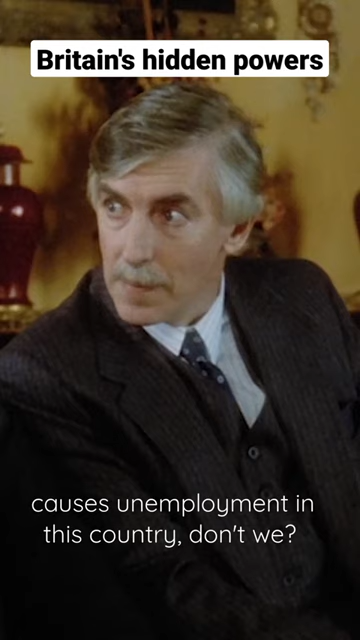 Britain's hidden powers
causes unemployment in
this country, don't we?